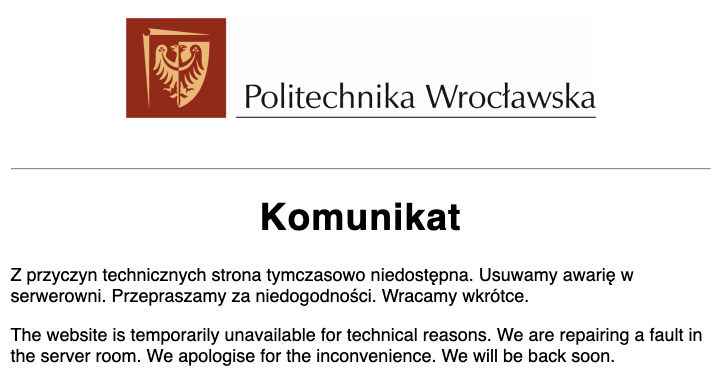 Politechnika Wrocławska
Komunikat
Z przyczyn technicznych strona tymczasowo niedostępna. Usuwamy awarię w
serwerowni. Przepraszamy za niedogodności. Wracamy wkrótce.
The website is temporarily unavailable for technical reasons. We are repairing a fault in
the server room. We apologise for the inconvenience. We will be back soon.